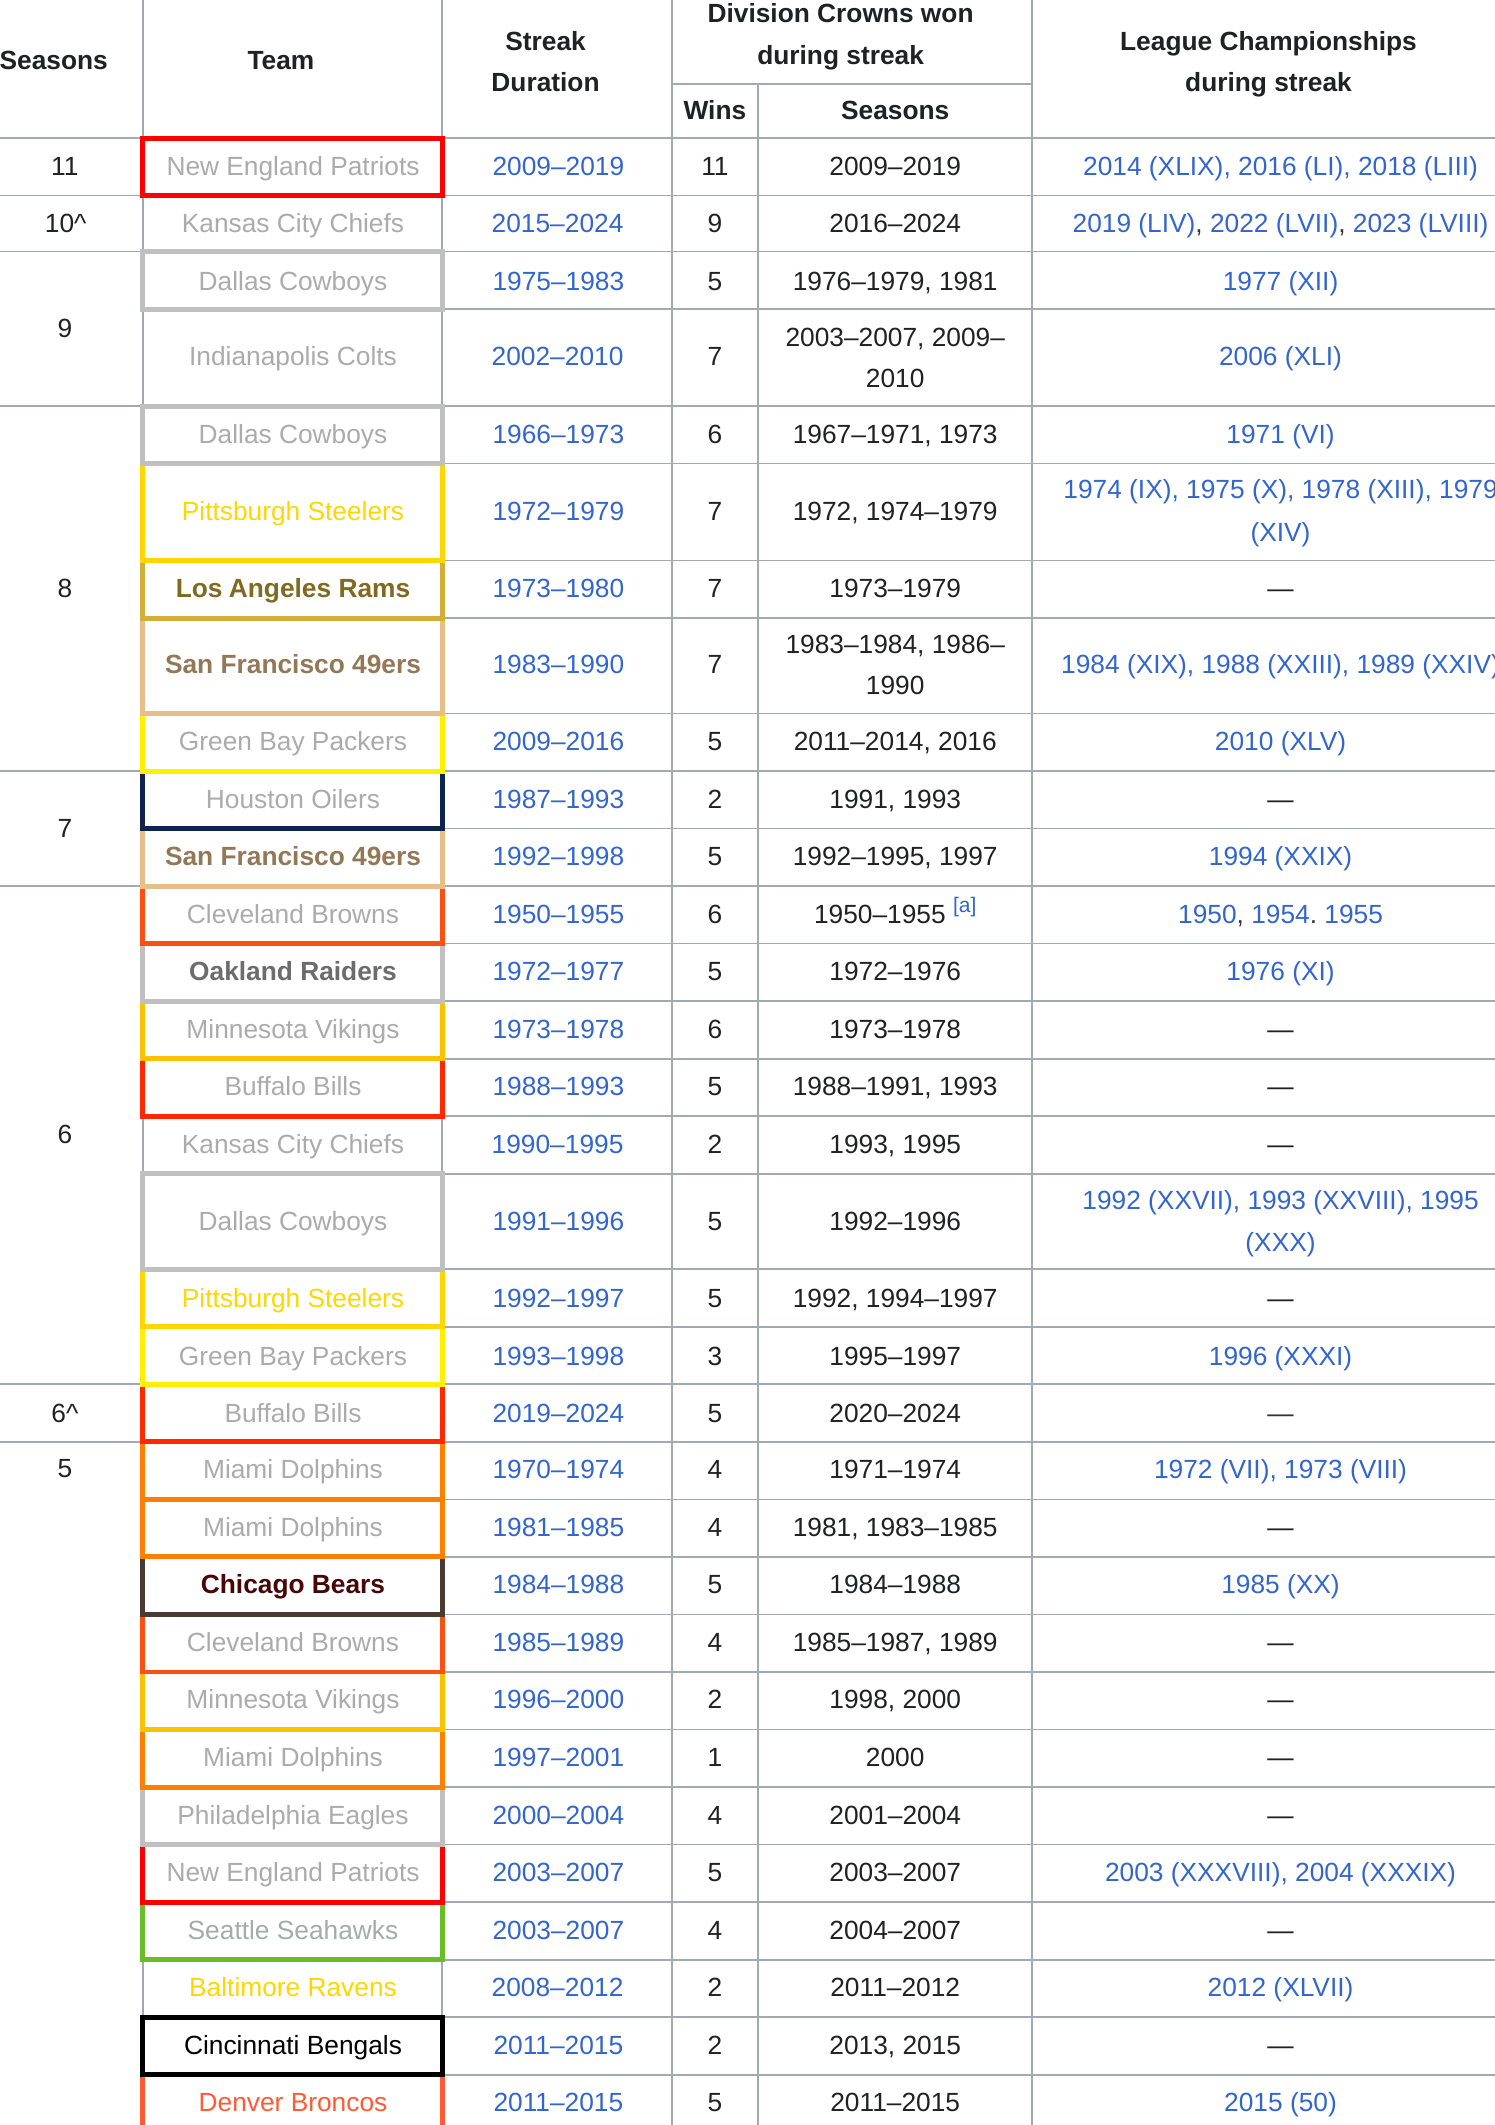 Seasons Team Streak Duration Division Crowns won during streak League Championships during streak
Wins Seasons
11 New England Patriots 2009–2019 11 2009–2019 2014 (XLIX), 2016 (LI), 2018 (LIII)
10^ Kansas City Chiefs 2015–2024 9 2016–2024 2019 (LIV), 2022 (LVII), 2023 (LVIII)
9 Dallas Cowboys 1975–1983 5 1976–1979, 1981 1977 (XII)
Indianapolis Colts 2002–2010 7 2003–2007, 2009–2010 2006 (XLI)
8 Dallas Cowboys 1966–1973 6 1967–1971, 1973 1971 (VI)
Pittsburgh Steelers 1972–1979 7 1972, 1974–1979 1974 (IX), 1975 (X), 1978 (XIII), 1979 (XIV)
Los Angeles Rams 1973–1980 7 1973–1979 —
San Francisco 49ers 1983–1990 7 1983–1984, 1986–1990 1984 (XIX), 1988 (XXIII), 1989 (XXIV)
Green Bay Packers 2009–2016 5 2011–2014, 2016 2010 (XLV)
7 Houston Oilers 1987–1993 2 1991, 1993 —
San Francisco 49ers 1992–1998 5 1992–1995, 1997 1994 (XXIX)
6 Cleveland Browns 1950–1955 6 1950–1955 [a] 1950, 1954. 1955
Oakland Raiders 1972–1977 5 1972–1976 1976 (XI)
Minnesota Vikings 1973–1978 6 1973–1978 —
Buffalo Bills 1988–1993 5 1988–1991, 1993 —
Kansas City Chiefs 1990–1995 2 1993, 1995 —
Dallas Cowboys 1991–1996 5 1992–1996 1992 (XXVII), 1993 (XXVIII), 1995 (XXX)
Pittsburgh Steelers 1992–1997 5 1992, 1994–1997 —
Green Bay Packers 1993–1998 3 1995–1997 1996 (XXXI)
6^ Buffalo Bills 2019–2024 5 2020–2024 —
5 Miami Dolphins 1970–1974 4 1971–1974 1972 (VII), 1973 (VIII)
Miami Dolphins 1981–1985 4 1981, 1983–1985 —
Chicago Bears 1984–1988 5 1984–1988 1985 (XX)
Cleveland Browns 1985–1989 4 1985–1987, 1989 —
Minnesota Vikings 1996–2000 2 1998, 2000 —
Miami Dolphins 1997–2001 1 2000 —
Philadelphia Eagles 2000–2004 4 2001–2004 —
New England Patriots 2003–2007 5 2003–2007 2003 (XXXVIII), 2004 (XXXIX)
Seattle Seahawks 2003–2007 4 2004–2007 —
Baltimore Ravens 2008–2012 2 2011–2012 2012 (XLVII)
Cincinnati Bengals 2011–2015 2 2013, 2015 —
Denver Broncos 2011–2015 5 2011–2015 2015 (50)